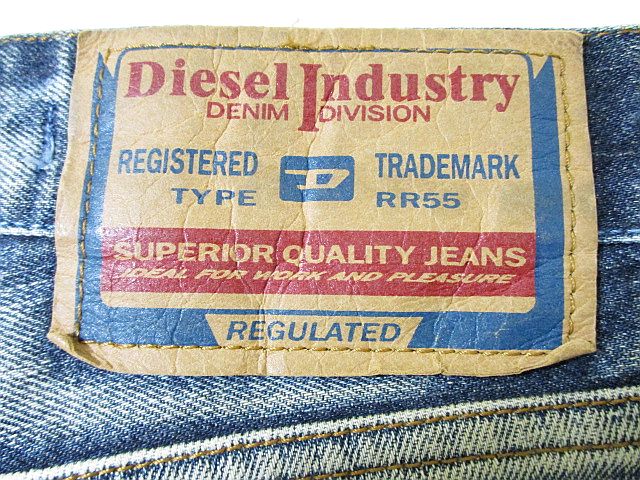 Diesel Industry
DENIM DIVISION
REGISTERED D TRADEMARK
TYPE RR55
SUPERIOR QUALITY JEANS
IDEAL FOR WORK AND PLEASURE
REGULATED